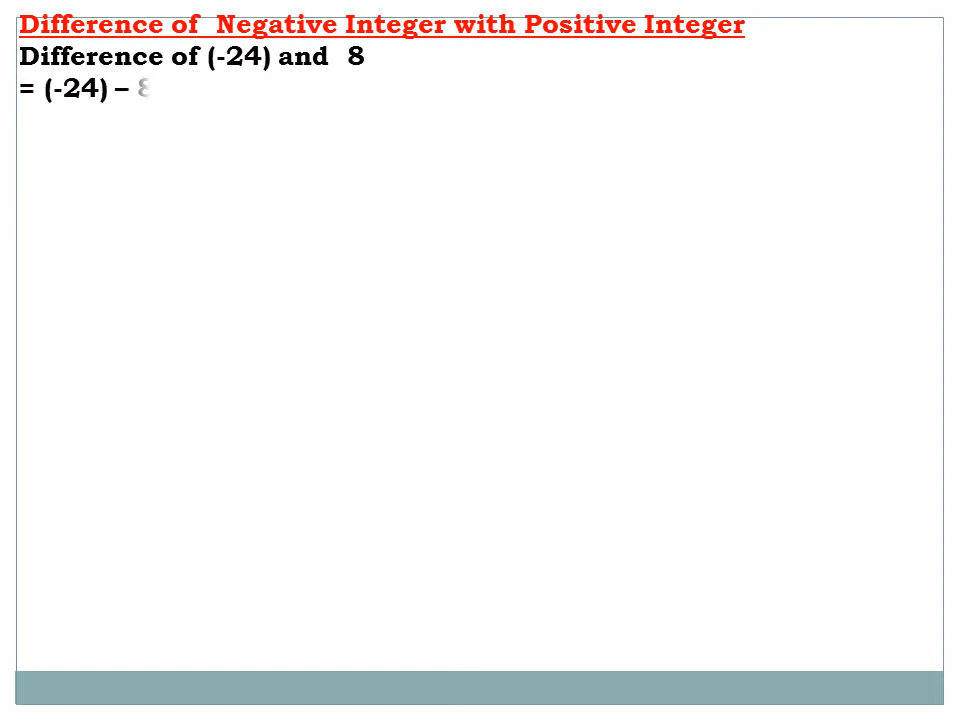 Difference of  Negative Integer with Positive Integer
Difference of (-24) and  8
= (-24) – 8